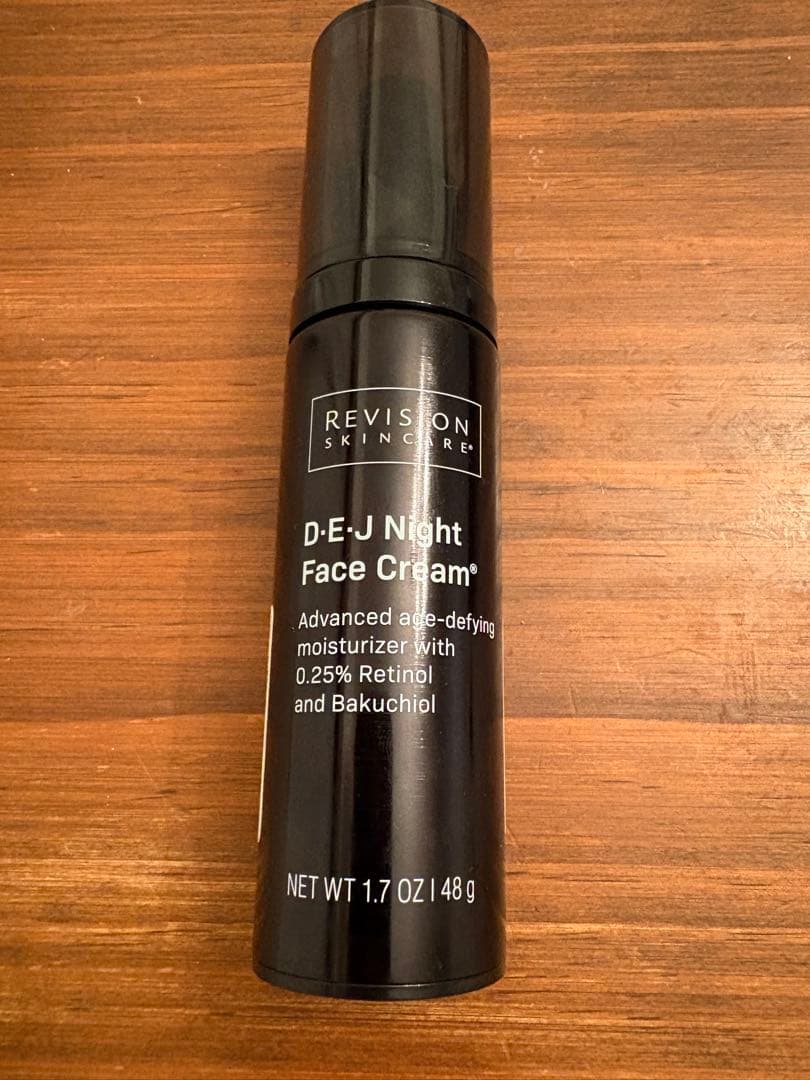 REVISION
SKINCARE®
D·E·J Night
Face Cream®
Advanced age-defying
moisturizer with
0.25% Retinol
and Bakuchiol
NET WT 1.7 OZ | 48 g